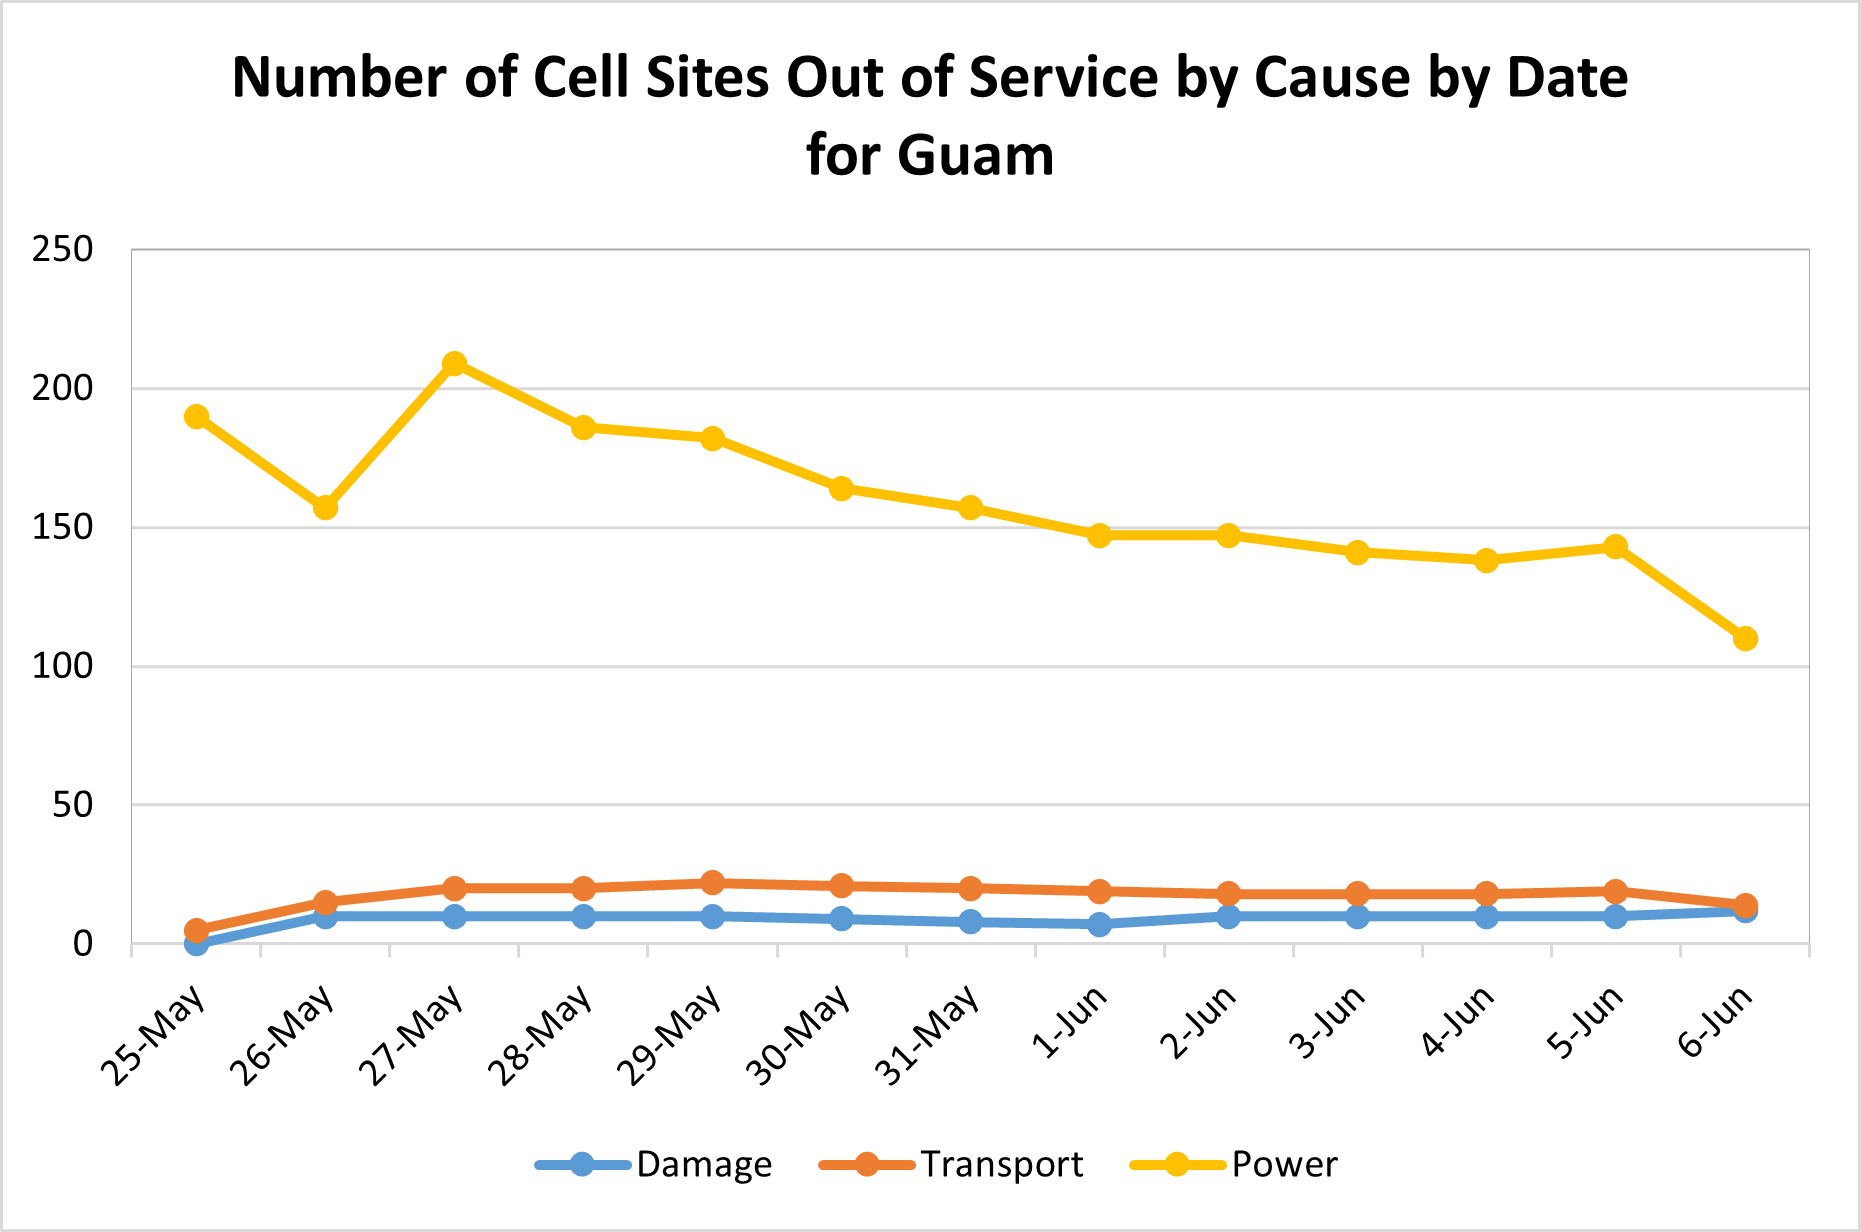 Number of Cell Sites Out of Service by Cause by Date
for Guam
250
200
150
100
50
0
25-May
26-May
27-May
28-May
29-May
30-May
31-May
1-Jun
2-Jun
3-Jun
4-Jun
5-Jun
6-Jun
Damage Transport Power